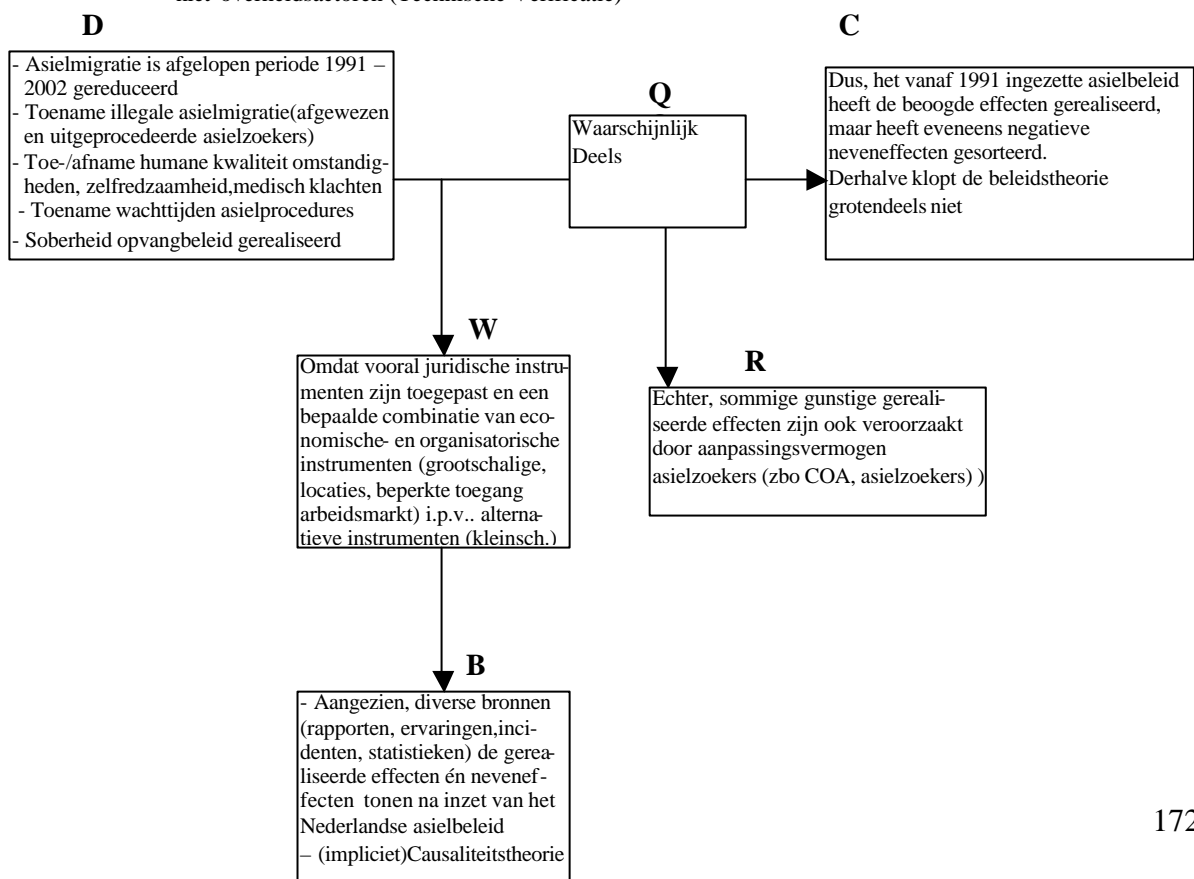 niet-overheidsactoren (Technische Verificatie)
D
- Asielmigratie is afgelopen periode 1991 –
2002 gereduceerd
- Toename illegale asielmigratie(afgewezen
en uitgeprocedeerde asielzoekers)
- Toe-/afname humane kwaliteit omstandig-
heden, zelfredzaamheid,medisch klachten
- Toename wachttijden asielprocedures
- Soberheid opvangbeleid gerealiseerd
Q
Waarschijnlijk
Deels
C
Dus, het vanaf 1991 ingezette asielbeleid
heeft de beoogde effecten gerealiseerd,
maar heeft eveneens negatieve
neveneffecten gesorteerd.
Derhalve klopt de beleidstheorie
grotendeels niet
W
Omdat vooral juridische instru-
menten zijn toegepast en een
bepaalde combinatie van eco-
nomische- en organisatorische
instrumenten (grootschalige,
locaties, beperkte toegang
arbeidsmarkt) i.p.v.. alterna-
tieve instrumenten (kleinsch.)
R
Echter, sommige gunstige gereali-
seerde effecten zijn ook veroorzaakt
door aanpassingsvermogen
asielzoekers (zbo COA, asielzoekers) )
B
- Aangezien, diverse bronnen
(rapporten, ervaringen,inci-
denten, statistieken) de gerea-
liseerde effecten én nevenef-
fecten tonen na inzet van het
Nederlandse asielbeleid
– (impliciet)Causaliteitstheorie
172